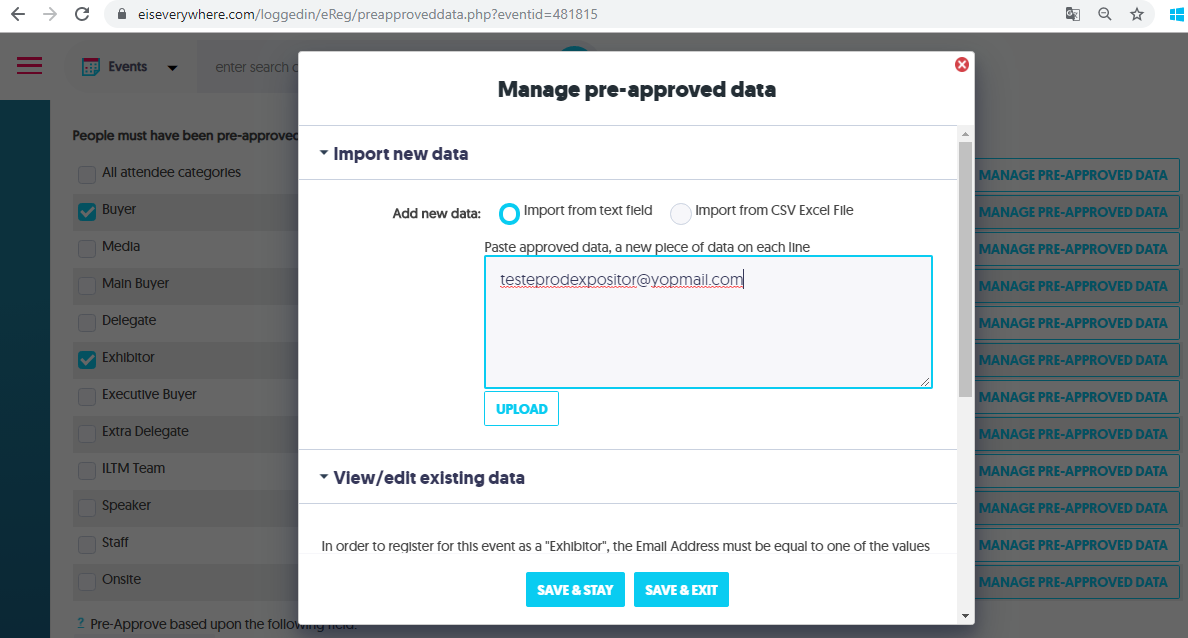 eiseverywhere.com/loggedin/eReg/preapproveddata.php?eventid=481815
Events
enter search
Manage pre-approved data
People must have been pre-approved
Import new data
All attendee categories
MANAGE PRE-APPROVED DATA
Add new data:
Import from text field
Import from CSV Excel File
Buyer
MANAGE PRE-APPROVED DATA
Paste approved data, a new piece of data on each line
Media
MANAGE PRE-APPROVED DATA
testeprodexpositor@yopmail.com
Main Buyer
MANAGE PRE-APPROVED DATA
Delegate
MANAGE PRE-APPROVED DATA
Exhibitor
MANAGE PRE-APPROVED DATA
Executive Buyer
MANAGE PRE-APPROVED DATA
UPLOAD
Extra Delegate
MANAGE PRE-APPROVED DATA
ILTM Team
MANAGE PRE-APPROVED DATA
View/edit existing data
Speaker
MANAGE PRE-APPROVED DATA
Staff
MANAGE PRE-APPROVED DATA
In order to register for this event as a "Exhibitor", the Email Address must be equal to one of the values
Onsite
MANAGE PRE-APPROVED DATA
SAVE & STAY
SAVE & EXIT
? Pre-Approve based upon the following field: